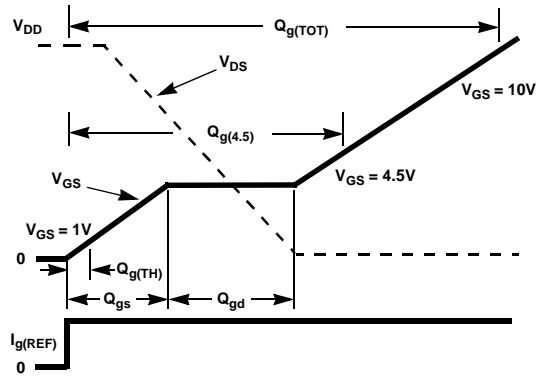 V_DD
Q_g(TOT)
V_DS
V_GS = 10V
Q_g(4.5)
V_GS
V_GS = 4.5V
V_GS = 1V
0
Q_g(TH)
Q_gs
Q_gd
I_g(REF)
0